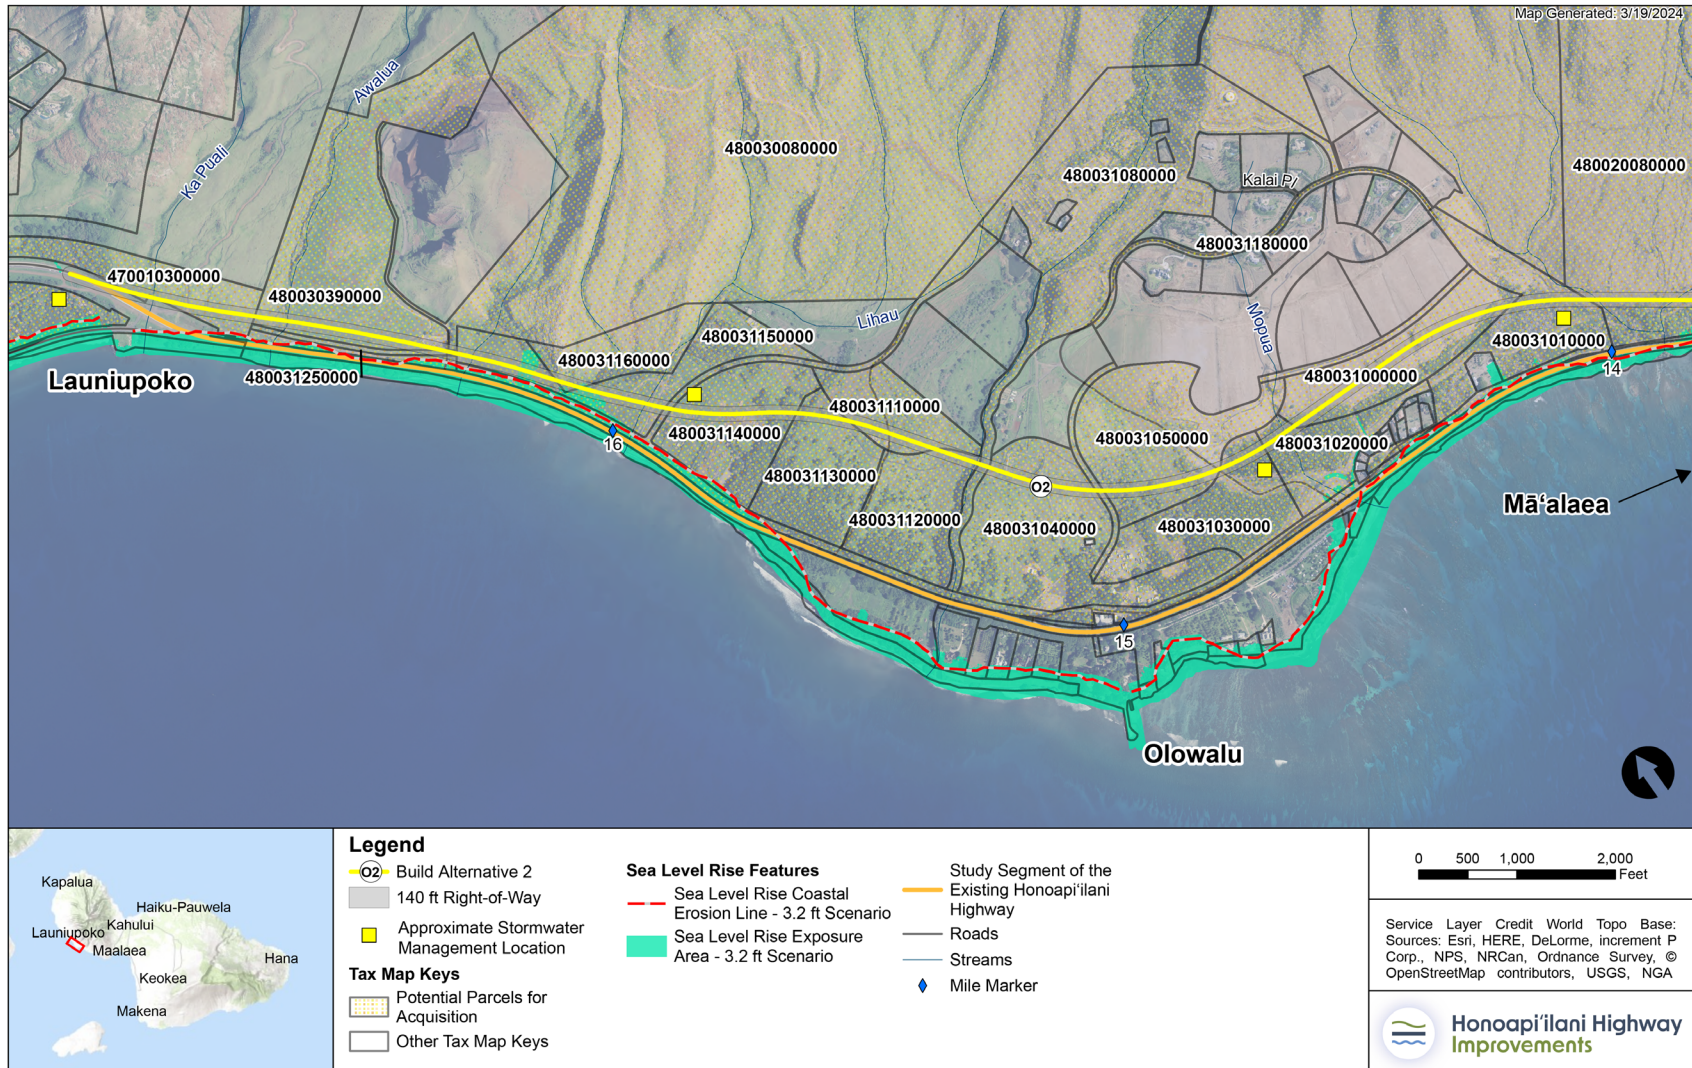 Map Generated: 3/19/2024
Awalua
Ka Puali
480030080000
480031080000
480020080000
Kalai Pl
480031180000
470010300000
480030390000
Lihau
Mopua
480031150000
480031160000
480031010000
14
Launiupoko
480031250000
480031000000
480031110000
480031140000
16
480031050000
480031020000
480031130000
O2
Mā‘alaea
480031120000
480031040000
480031030000
15
Olowalu
Kapalua
Haiku-Pauwela
Kahului
Launiupoko
Maalaea
Hana
Keokea
Makena
Legend
O2 Build Alternative 2
140 ft Right-of-Way
Approximate Stormwater
Management Location
Tax Map Keys
Potential Parcels for
Acquisition
Other Tax Map Keys
Sea Level Rise Features
Sea Level Rise Coastal
Erosion Line - 3.2 ft Scenario
Sea Level Rise Exposure
Area - 3.2 ft Scenario
Study Segment of the
Existing Honoapi‘ilani
Highway
Roads
Streams
Mile Marker
0 500 1,000 2,000
Feet
Service Layer Credit World Topo Base:
Sources: Esri, HERE, DeLorme, increment P
Corp., NPS, NRCan, Ordnance Survey, ©
OpenStreetMap contributors, USGS, NGA
Honoapi‘ilani Highway
Improvements